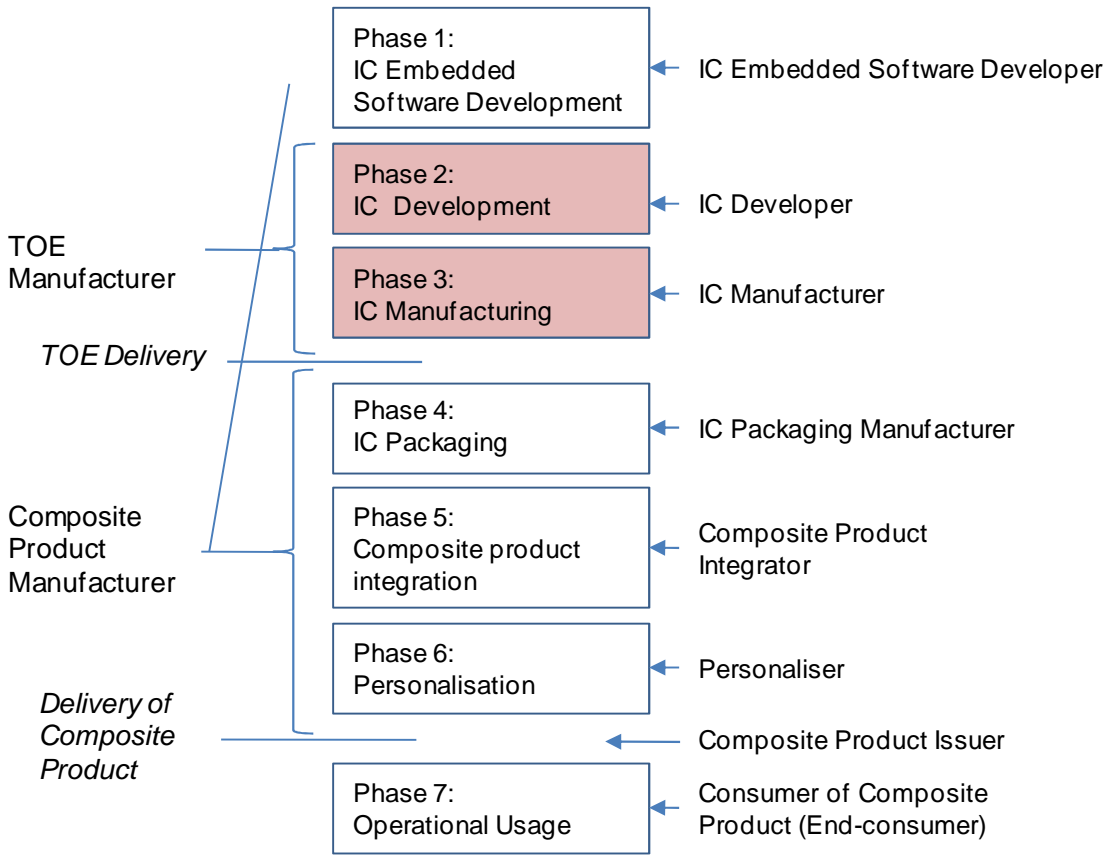 Phase 1:
IC Embedded
Software Development
IC Embedded Software Developer
Phase 2:
IC Development
IC Developer
TOE
Manufacturer
Phase 3:
IC Manufacturing
IC Manufacturer
TOE Delivery
Phase 4:
IC Packaging
IC Packaging Manufacturer
Composite
Product
Manufacturer
Phase 5:
Composite product
integration
Composite Product
Integrator
Phase 6:
Personalisation
Personaliser
Delivery of
Composite
Product
Composite Product Issuer
Phase 7:
Operational Usage
Consumer of Composite
Product (End-consumer)